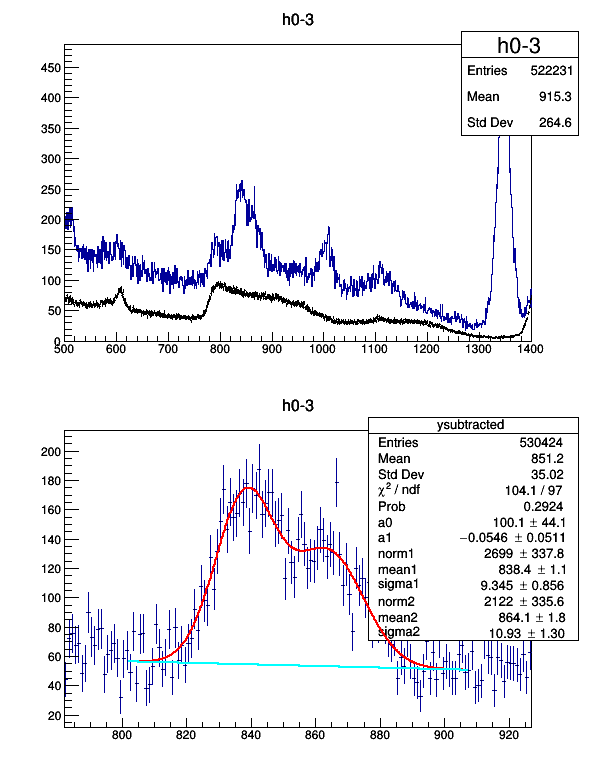 h0-3
h0-3
Entries 522231
Mean 915.3
Std Dev 264.6
450
400
350
300
250
200
150
100
50
0
500 600 700 800 900 1000 1100 1200 1300 1400
h0-3
ysubtracted
Entries 530424
Mean 851.2
Std Dev 35.02
χ² / ndf 104.1 / 97
Prob 0.2924
a0 100.1 ± 44.1
a1 −0.0546 ± 0.0511
norm1 2699 ± 337.8
mean1 838.4 ± 1.1
sigma1 9.345 ± 0.856
norm2 2122 ± 335.6
mean2 864.1 ± 1.8
sigma2 10.93 ± 1.30
200
180
160
140
120
100
80
60
40
20
800 820 840 860 880 900 920